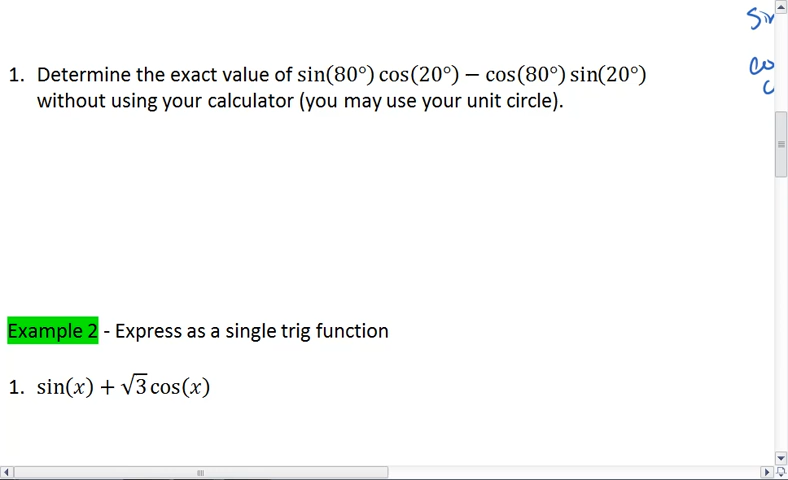 1. Determine the exact value of sin(80°) cos(20°) − cos(80°) sin(20°)
without using your calculator (you may use your unit circle).
Example 2 - Express as a single trig function
1. sin(x) + √3 cos(x)